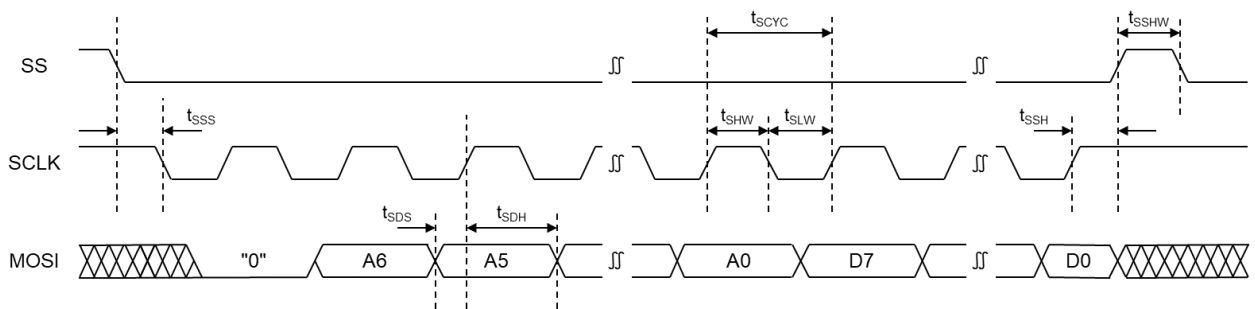 tSCYC
tSSHW
SS
tSSS
tSHW
tSLW
tSSH
SCLK
tSDS
tSDH
MOSI
"0"
A6
A5
A0
D7
D0